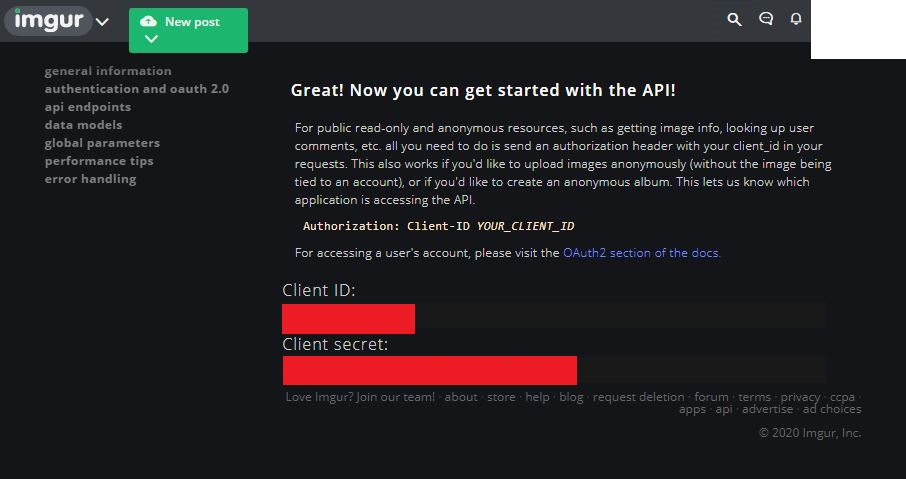 imgur
New post
general information
authentication and oauth 2.0
api endpoints
data models
global parameters
performance tips
error handling
Great! Now you can get started with the API!
For public read-only and anonymous resources, such as getting image info, looking up user
comments, etc. all you need to do is send an authorization header with your client_id in your
requests. This also works if you'd like to upload images anonymously (without the image being
tied to an account), or if you'd like to create an anonymous album. This lets us know which
application is accessing the API.
Authorization: Client-ID YOUR_CLIENT_ID
For accessing a user's account, please visit the OAuth2 section of the docs.
Client ID:
Client secret:
Love Imgur? Join our team! · about · store · help · blog · request deletion · forum · terms · privacy · ccpa ·
apps · api · advertise · ad choices
© 2020 Imgur, Inc.